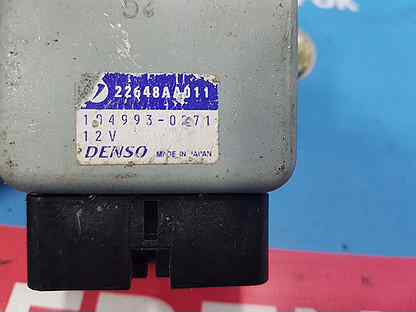 22648AA011
104993-0271
12V
DENSO MADE IN JAPAN